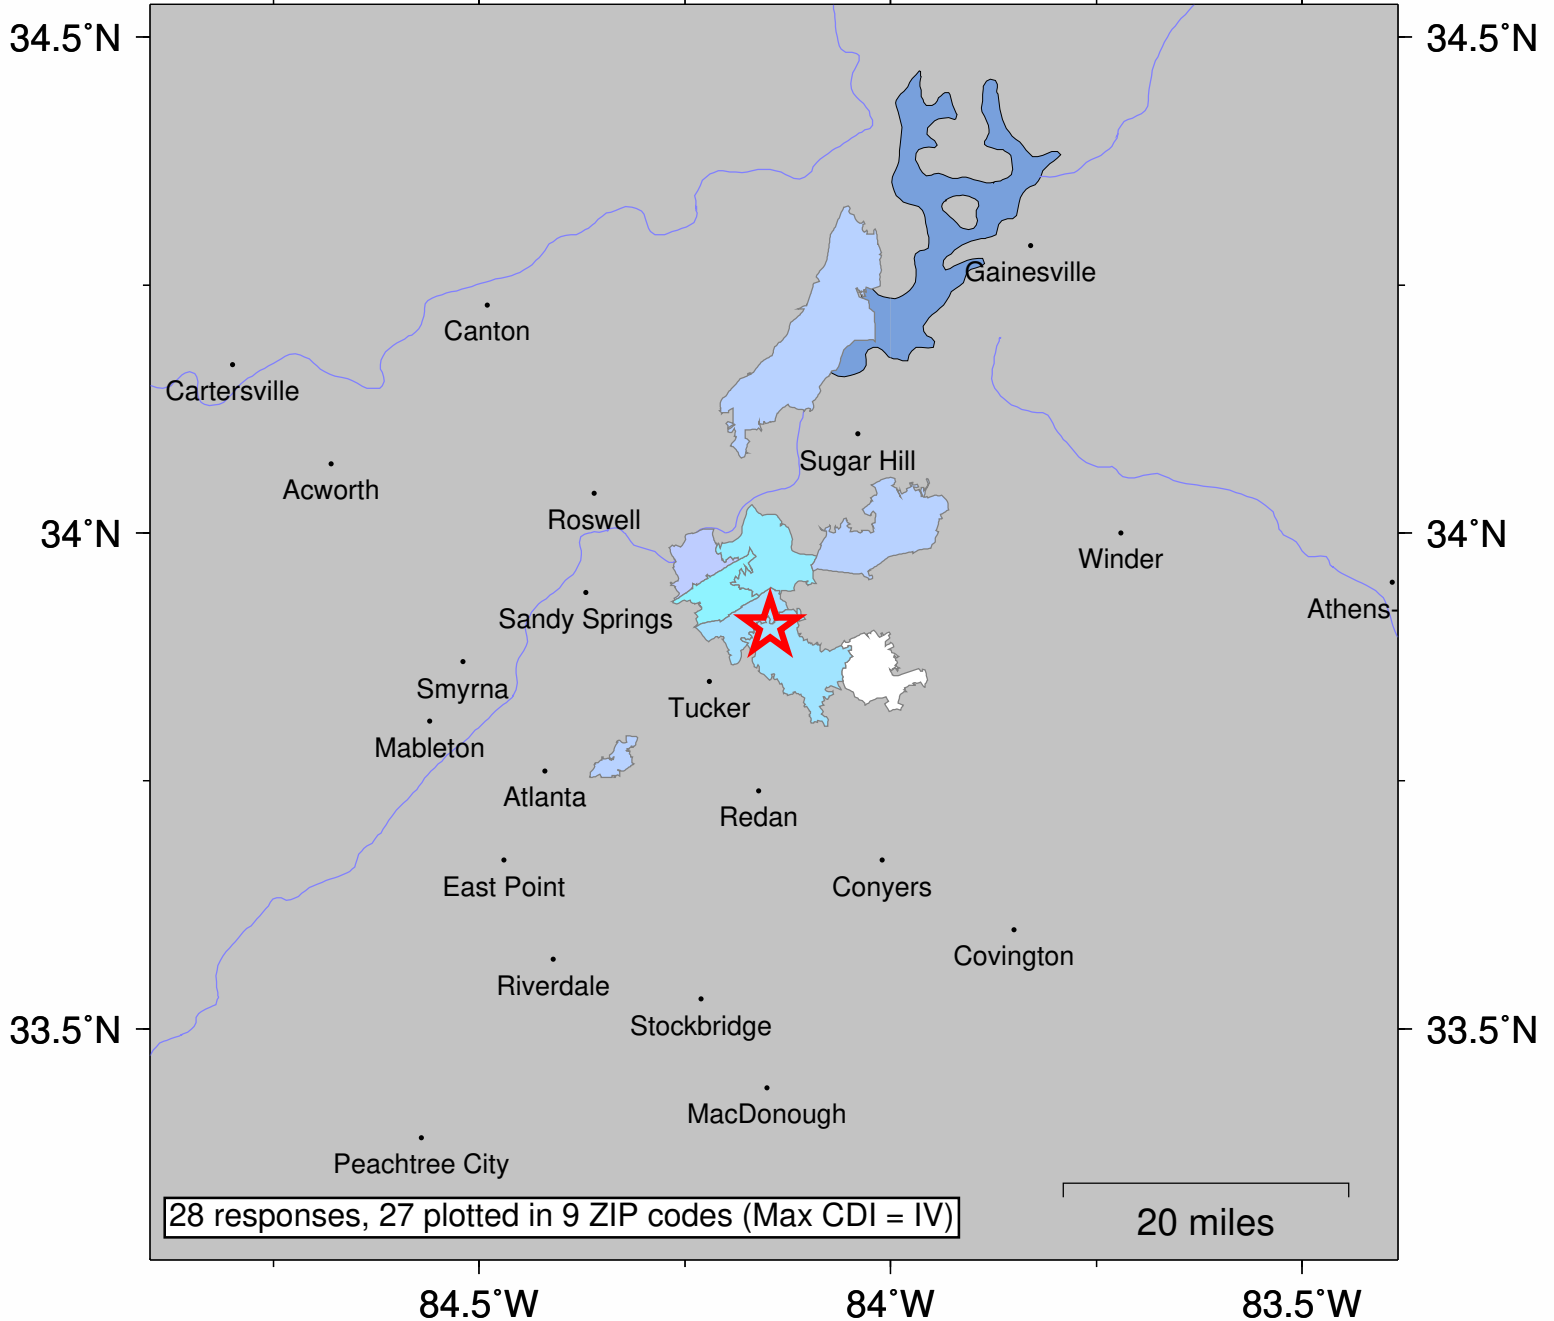 34.5°N
34.5°N
Gainesville
Canton
Cartersville
Sugar Hill
Acworth
Roswell
34°N
34°N
Winder
Athens
Sandy Springs
Smyrna
Tucker
Mableton
Atlanta
Redan
East Point
Conyers
Covington
Riverdale
Stockbridge
33.5°N
33.5°N
MacDonough
Peachtree City
28 responses, 27 plotted in 9 ZIP codes (Max CDI = IV)
20 miles
84.5°W
84°W
83.5°W